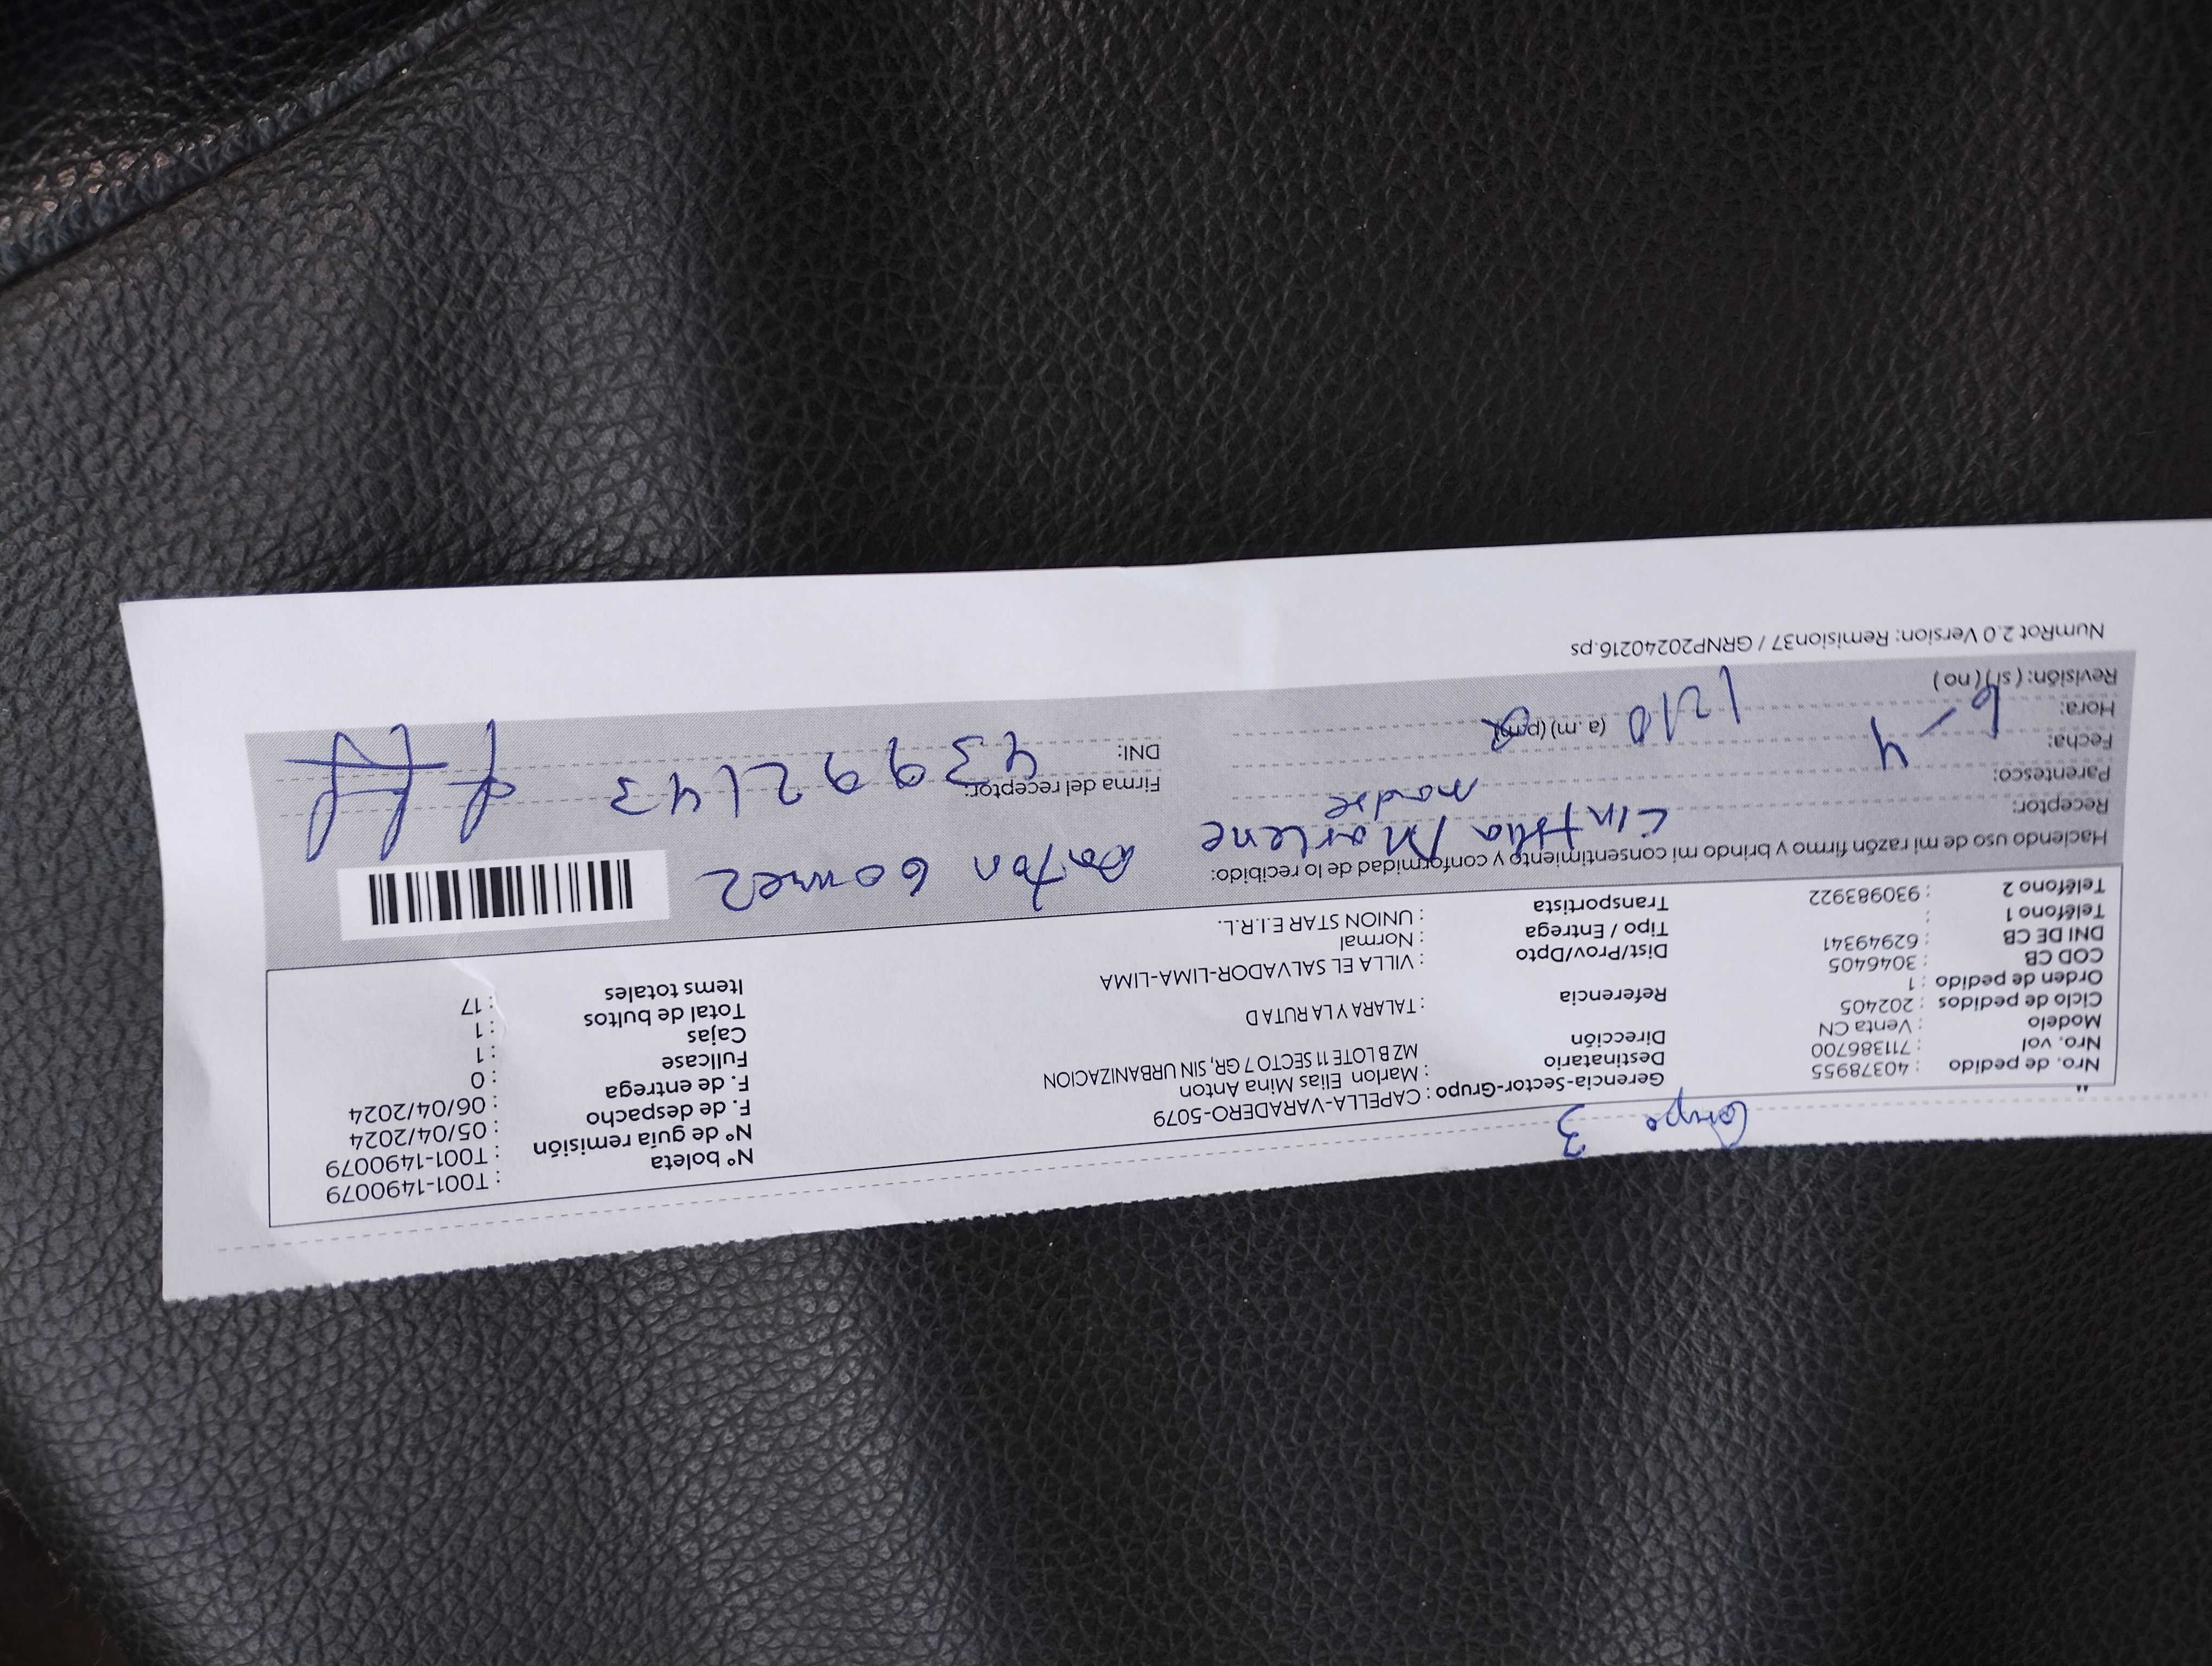 Grupo 3
Nro. de pedido : 40378955
Nro. vol : 711386700
Modelo : Venta CN
Ciclo de pedidos : 202405
Orden de pedido : 1
COD CB : 3046405
DNI DE CB : 62949341
Teléfono 1 :
Teléfono 2 : 930983922
Gerencia-Sector-Grupo : CAPELLA-VARADERO-5079
Destinatario : Marlon Elias Mina Anton
Dirección MZ B LOTE 11 SECTO 7 GR, SIN URBANIZACION
Referencia : TALARA Y LA RUTA D
Dist/Prov/Dpto : VILLA EL SALVADOR-LIMA-LIMA
Tipo / Entrega : Normal
Transportista : UNION STAR E.I.R.L.
Nº boleta : T001-1490079
Nº de guía remisión : T001-1490079
F. de despacho : 05/04/2024
F. de entrega : 06/04/2024
Fullcase : 0
Cajas : 1
Total de bultos : 1
Items totales : 17
Haciendo uso de mi razón firmo y brindo mi consentimiento y conformidad de lo recibido:
Receptor: Cinthia Marlene Anton Gomez
Parentesco: madre
Fecha: 6-4
Hora: 1210 (a.m) (pm)
Revisión: (si) (no)
Firma del receptor:
DNI: 43992143
NumRot 2.0 Version: Remision37 / GRNP20240216.ps